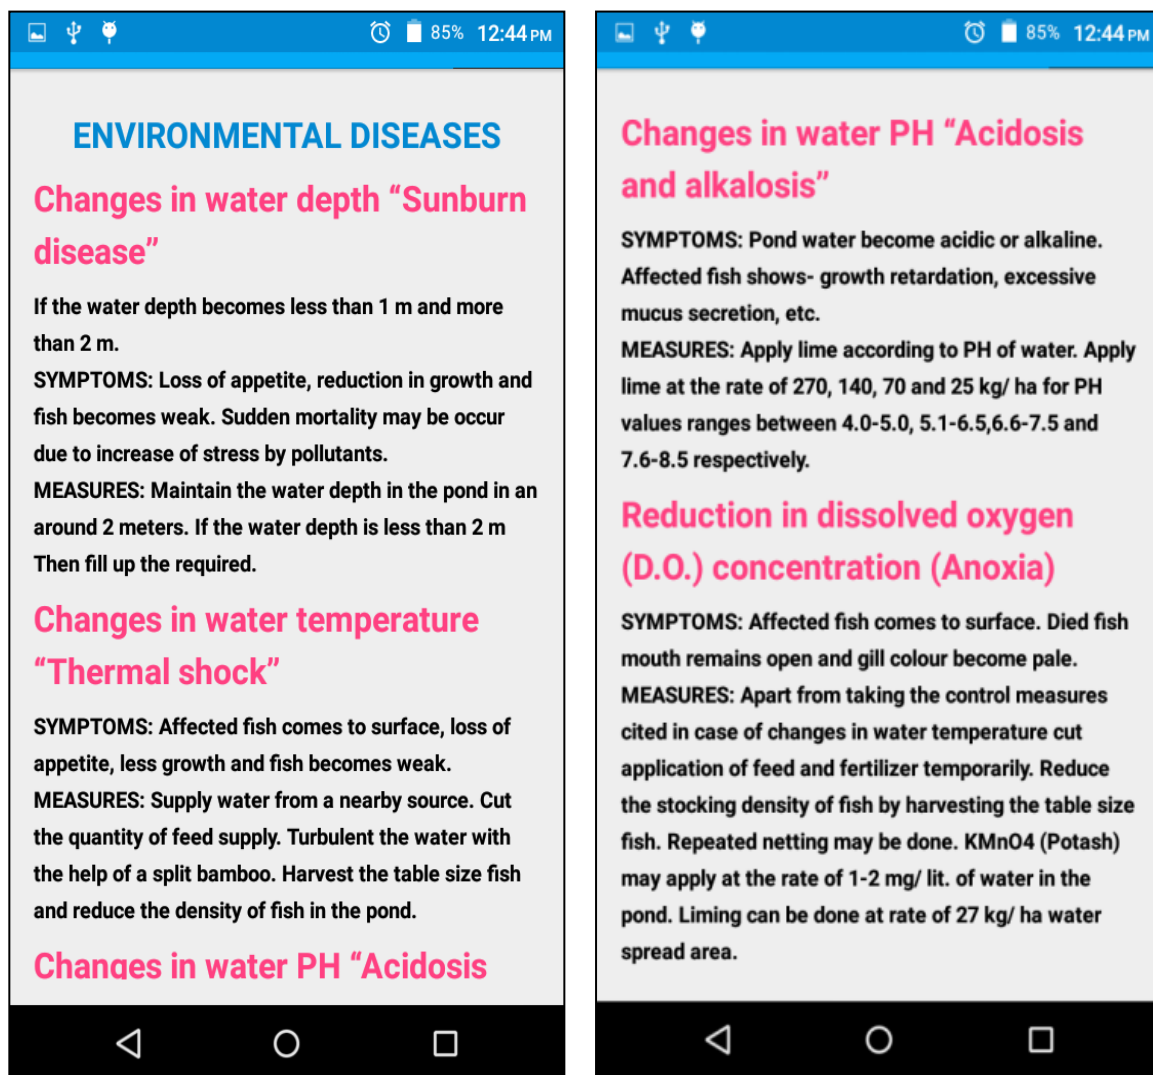 85% 12:44 PM
ENVIRONMENTAL DISEASES
Changes in water depth “Sunburn
disease”
If the water depth becomes less than 1 m and more
than 2 m.
SYMPTOMS: Loss of appetite, reduction in growth and
fish becomes weak. Sudden mortality may be occur
due to increase of stress by pollutants.
MEASURES: Maintain the water depth in the pond in an
around 2 meters. If the water depth is less than 2 m
Then fill up the required.
Changes in water temperature
“Thermal shock”
SYMPTOMS: Affected fish comes to surface, loss of
appetite, less growth and fish becomes weak.
MEASURES: Supply water from a nearby source. Cut
the quantity of feed supply. Turbulent the water with
the help of a split bamboo. Harvest the table size fish
and reduce the density of fish in the pond.
Changes in water PH “Acidosis
85% 12:44 PM
Changes in water PH “Acidosis
and alkalosis”
SYMPTOMS: Pond water become acidic or alkaline.
Affected fish shows- growth retardation, excessive
mucus secretion, etc.
MEASURES: Apply lime according to PH of water. Apply
lime at the rate of 270, 140, 70 and 25 kg/ ha for PH
values ranges between 4.0-5.0, 5.1-6.5,6.6-7.5 and
7.6-8.5 respectively.
Reduction in dissolved oxygen
(D.O.) concentration (Anoxia)
SYMPTOMS: Affected fish comes to surface. Died fish
mouth remains open and gill colour become pale.
MEASURES: Apart from taking the control measures
cited in case of changes in water temperature cut
application of feed and fertilizer temporarily. Reduce
the stocking density of fish by harvesting the table size
fish. Repeated netting may be done. KMnO4 (Potash)
may apply at the rate of 1-2 mg/ lit. of water in the
pond. Liming can be done at rate of 27 kg/ ha water
spread area.